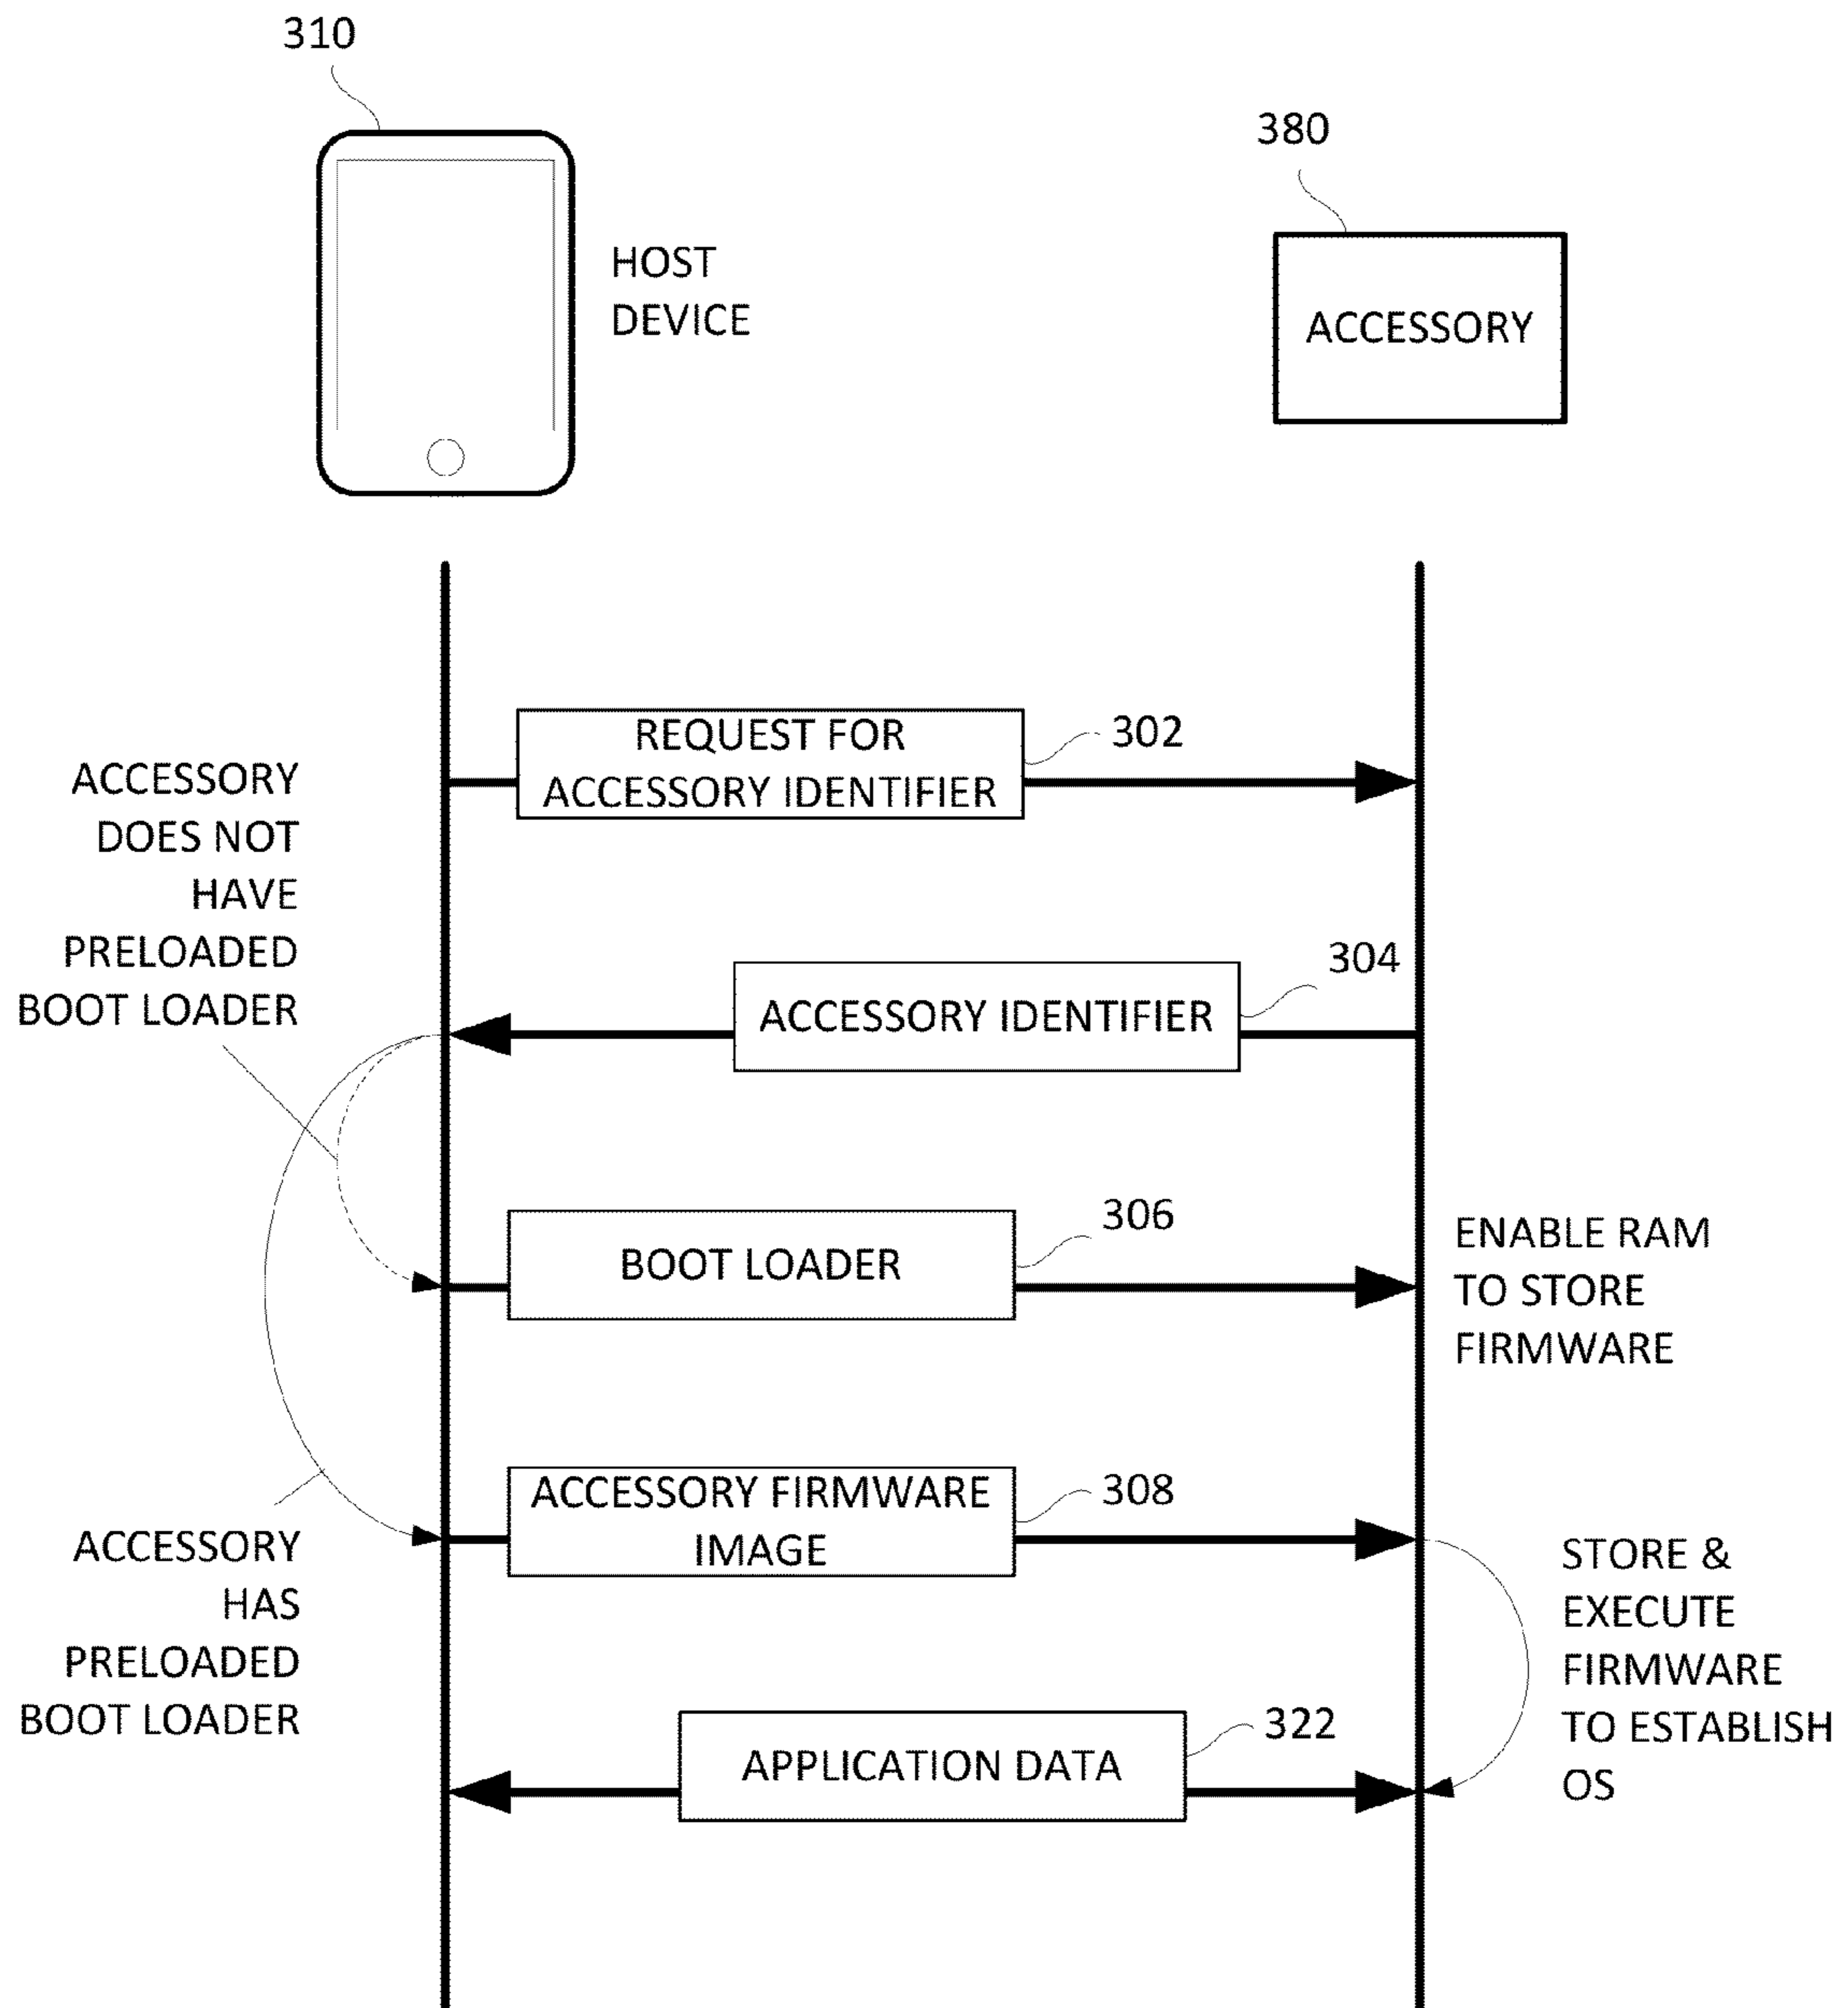 310
380
HOST
DEVICE
ACCESSORY
REQUEST FOR
ACCESSORY IDENTIFIER
302
ACCESSORY
DOES NOT
HAVE
PRELOADED
BOOT LOADER
304
ACCESSORY IDENTIFIER
306
BOOT LOADER
ENABLE RAM
TO STORE
FIRMWARE
ACCESSORY FIRMWARE
IMAGE
308
ACCESSORY
HAS
PRELOADED
BOOT LOADER
STORE &
EXECUTE
FIRMWARE
TO ESTABLISH
OS
322
APPLICATION DATA